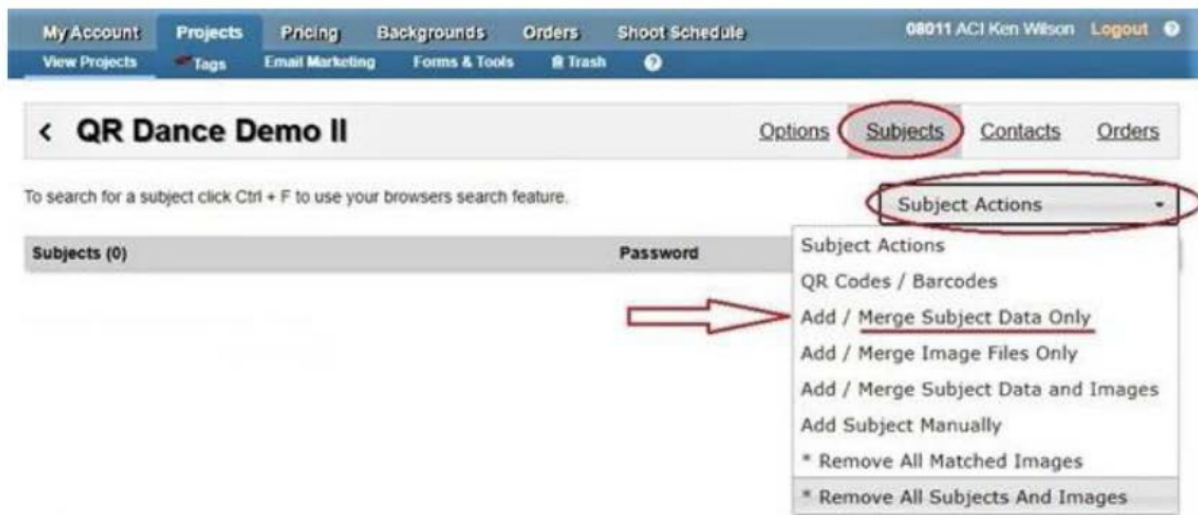 My Account Projects Pricing Backgrounds Orders Shoot Schedule 08011 ACI Ken Wilson Logout ?
View Projects Tags Email Marketing Forms & Tools Trash ?
< QR Dance Demo II Options Subjects Contacts Orders
To search for a subject click Ctrl + F to use your browsers search feature.
Subject Actions
Subjects (0) Password
Subject Actions
QR Codes / Barcodes
Add / Merge Subject Data Only
Add / Merge Image Files Only
Add / Merge Subject Data and Images
Add Subject Manually
* Remove All Matched Images
* Remove All Subjects And Images